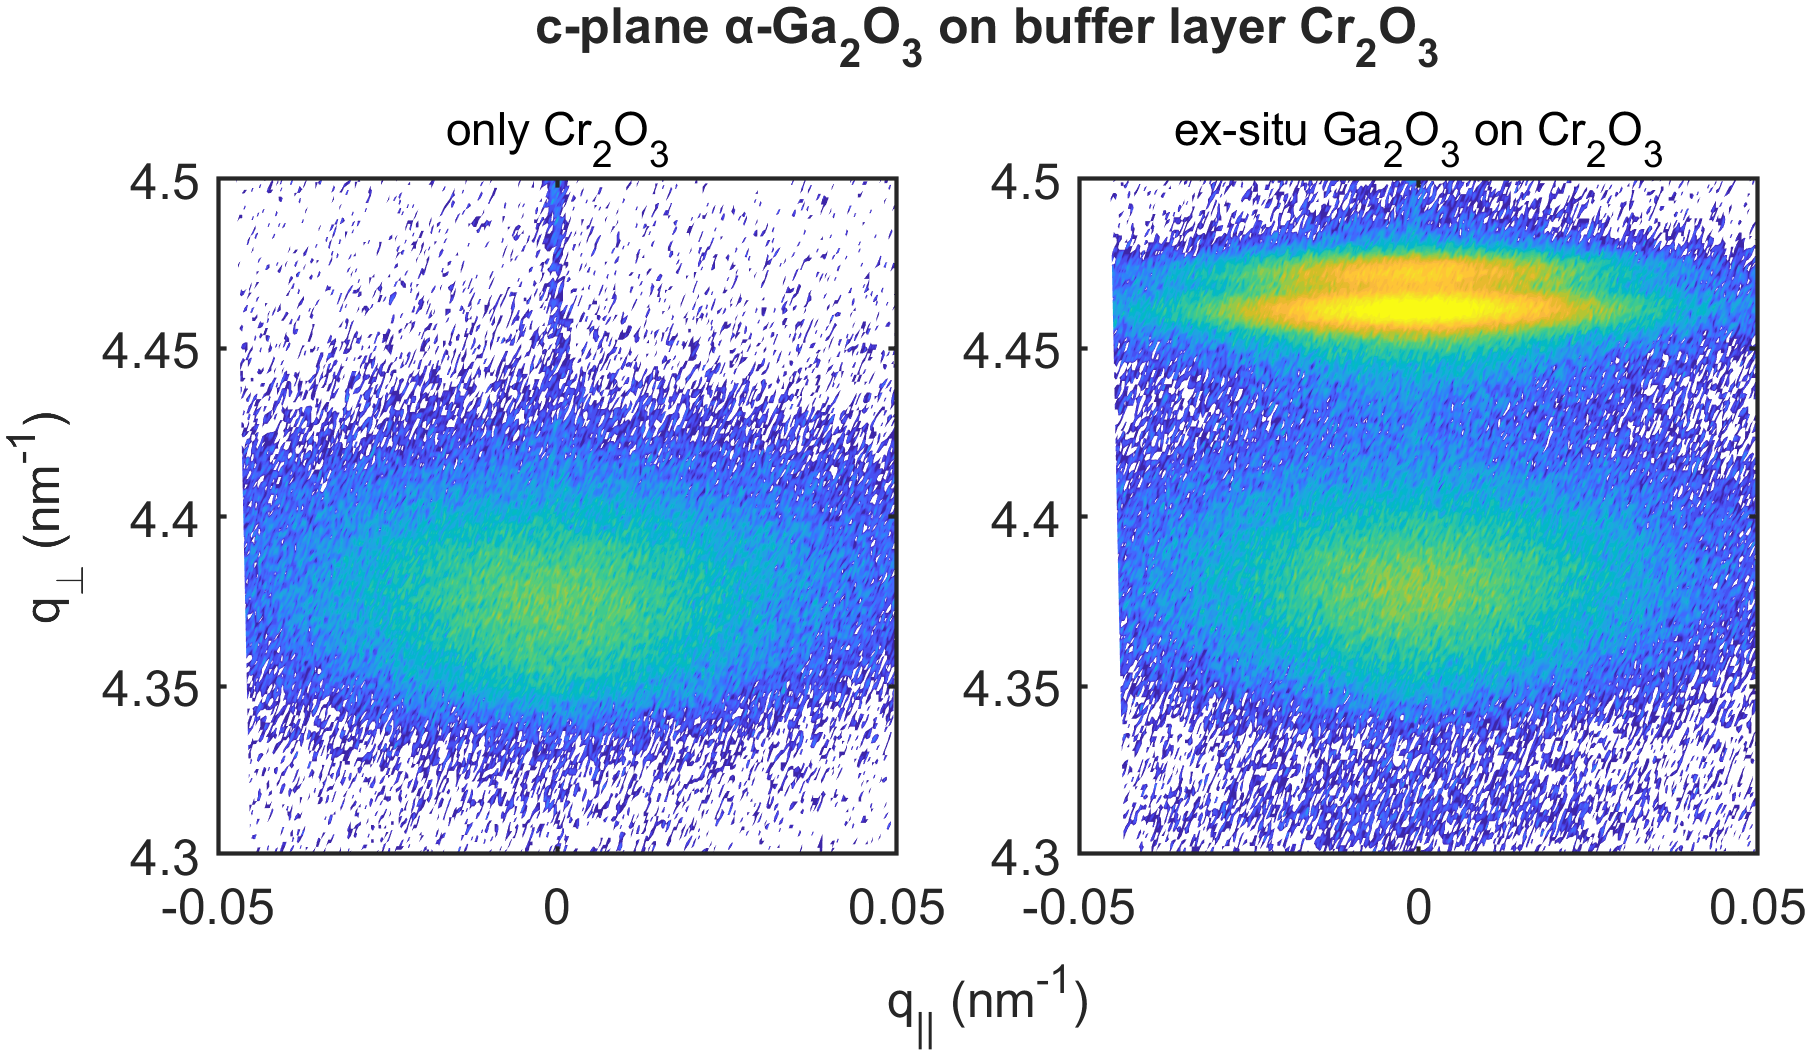 c-plane α-Ga₂O₃ on buffer layer Cr₂O₃
only Cr₂O₃
ex-situ Ga₂O₃ on Cr₂O₃
q⊥ (nm⁻¹)
4.5
4.45
4.4
4.35
4.3
-0.05 0 0.05
4.5
4.45
4.4
4.35
4.3
-0.05 0 0.05
q|| (nm⁻¹)